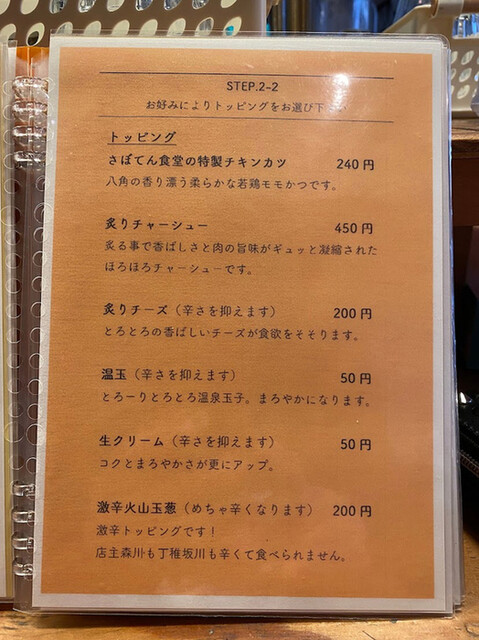 STEP.2-2
お好みによりトッピングをお選び下
トッピング
さぼてん食堂の特製チキンカツ 240円
八角の香り漂う柔らかな若鶏モモかつです。
炙りチャーシュー 450円
炙る事で香ばしさと肉の旨味がギュッと凝縮された
ほろほろチャーシューです。
炙りチーズ（辛さを抑えます） 200円
とろとろの香ばしいチーズが食欲をそそります。
温玉（辛さを抑えます） 50円
とろーりとろとろ温泉玉子。まろやかになります。
生クリーム（辛さを抑えます） 50円
コクとまろやかさが更にアップ。
激辛火山玉葱（めちゃ辛くなります） 200円
激辛トッピングです！
店主森川も丁稚坂川も辛くて食べられません。